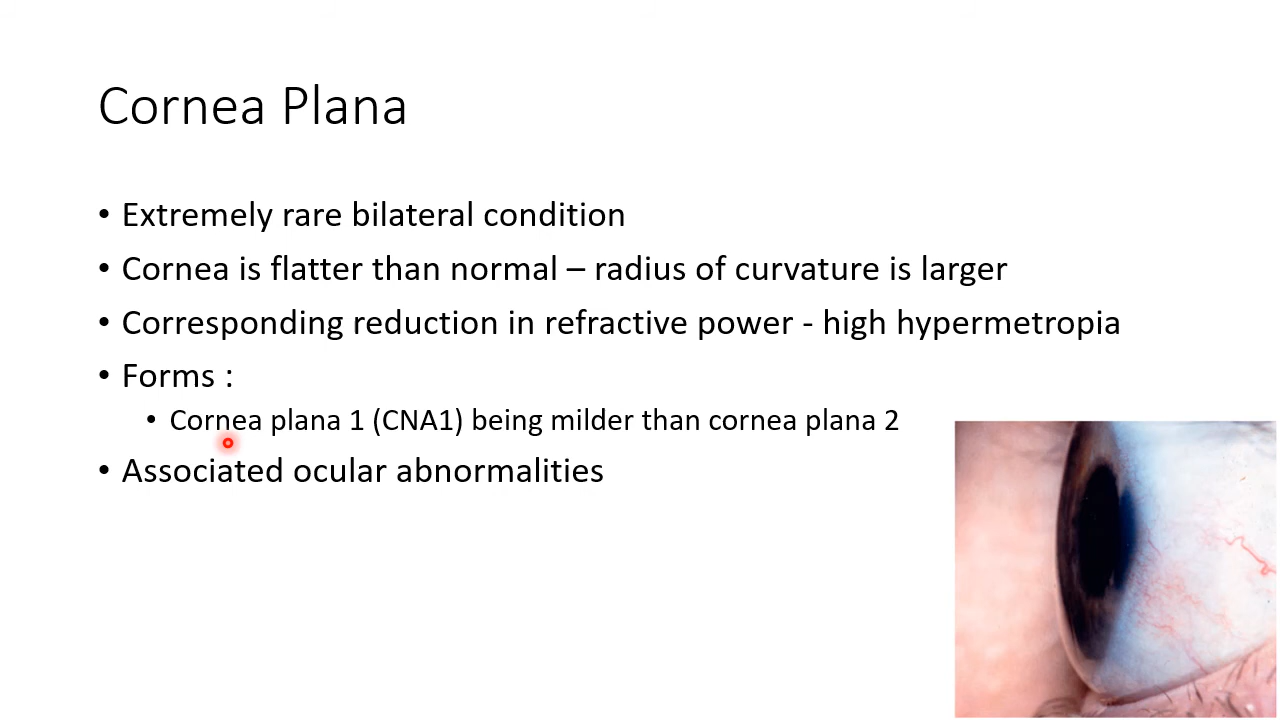 Cornea Plana
• Extremely rare bilateral condition
• Cornea is flatter than normal – radius of curvature is larger
• Corresponding reduction in refractive power - high hypermetropia
• Forms :
• Cornea plana 1 (CNA1) being milder than cornea plana 2
• Associated ocular abnormalities